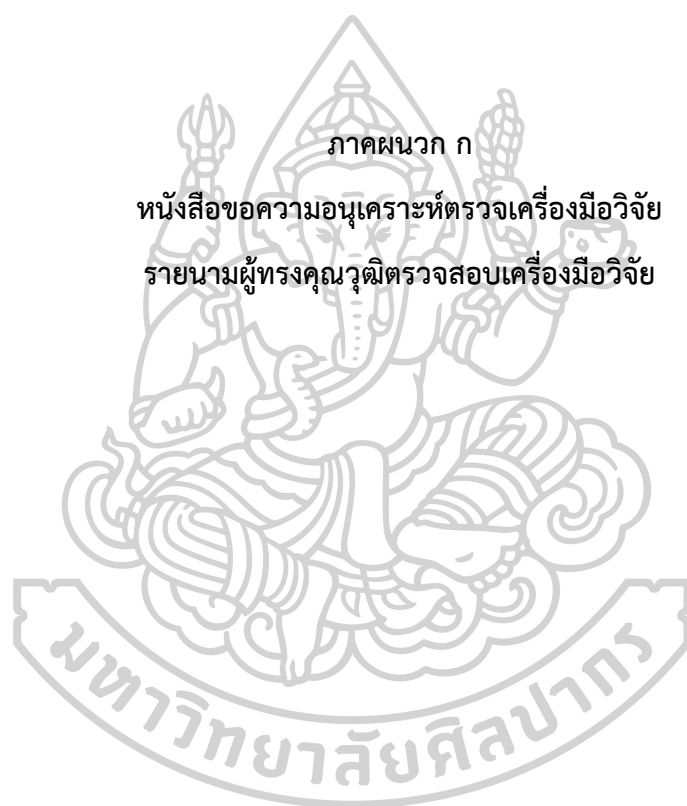 ภาคผนวก ก
หนังสือขอความอนุเคราะห์ตรวจเครื่องมือวิจัย
รายนามผู้ทรงคุณวุฒิตรวจสอบเครื่องมือวิจัย
มหาวิทยาลัยศิลปากร